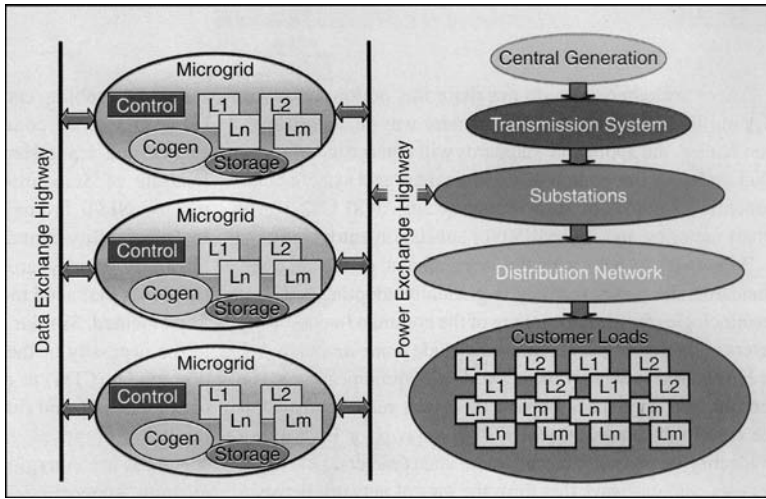 Data Exchange Highway
Microgrid
Control L1 L2
Ln Lm
Cogen
Storage
Microgrid
Control L1 L2
Ln Lm
Cogen
Storage
Microgrid
Control L1 L2
Ln Lm
Cogen
Storage
Power Exchange Highway
Central Generation
Transmission System
Substations
Distribution Network
Customer Loads
L1 L2 L1 L2
L1 L2 L1 L2
Ln Lm Ln Lm
Ln Lm Ln Lm